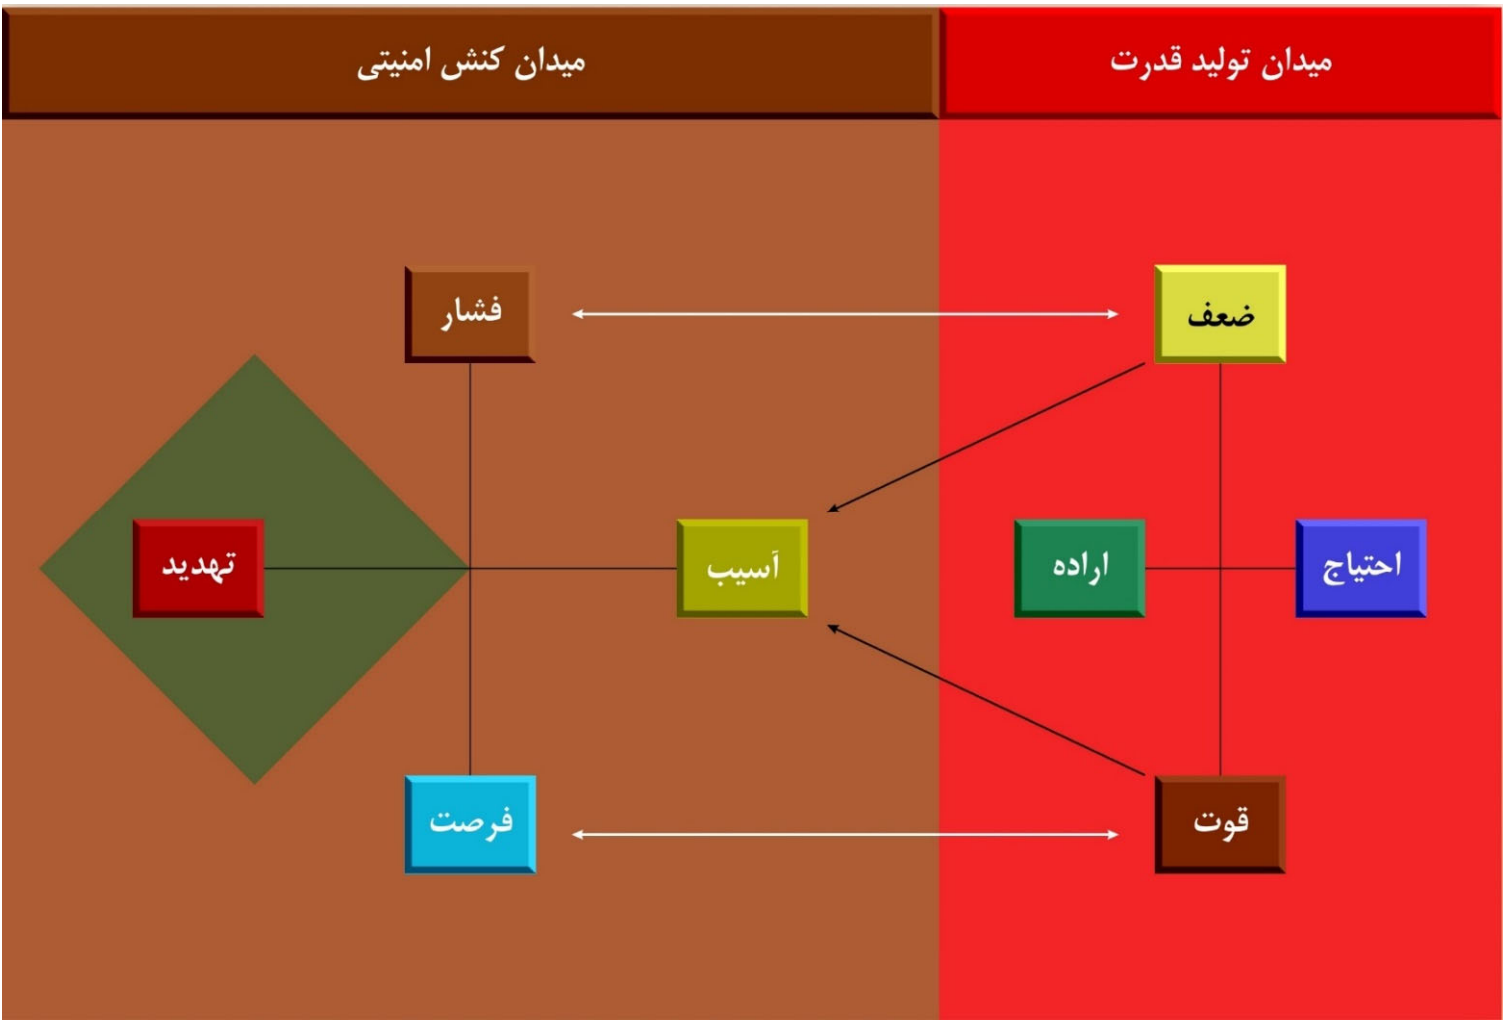 میدان تولید قدرت
میدان کنش امنیتی
ضعف
فشار
احتیاج
اراده
آسیب
تهدید
قوت
فرصت